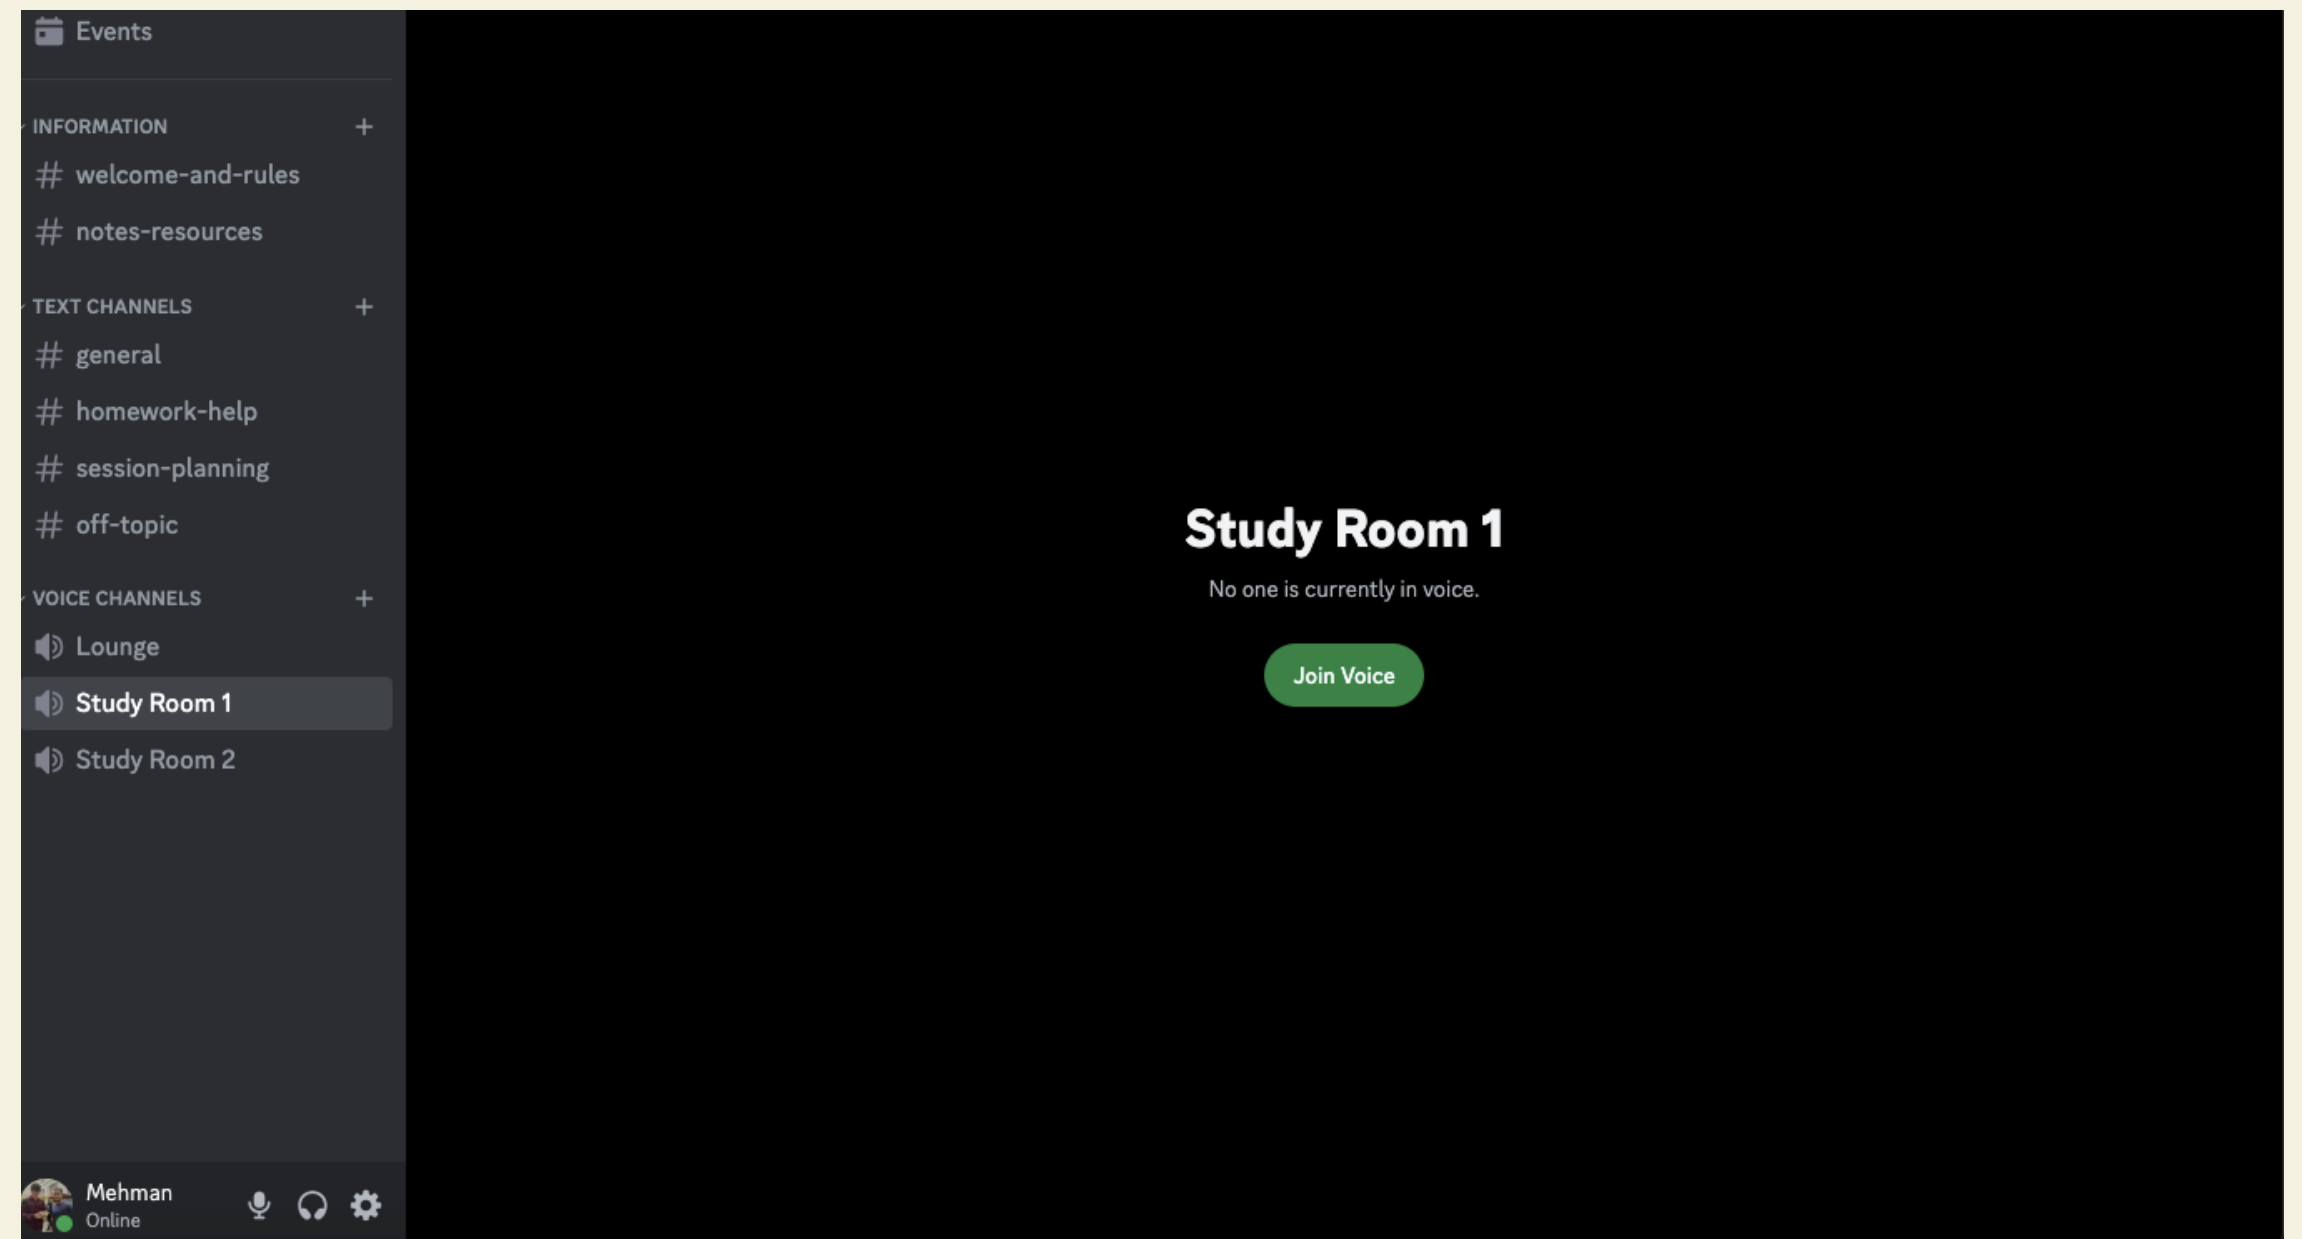 Events
INFORMATION
welcome-and-rules
notes-resources
TEXT CHANNELS
general
homework-help
session-planning
off-topic
VOICE CHANNELS
Lounge
Study Room 1
Study Room 2
Mehman
Online
Study Room 1
No one is currently in voice.
Join Voice